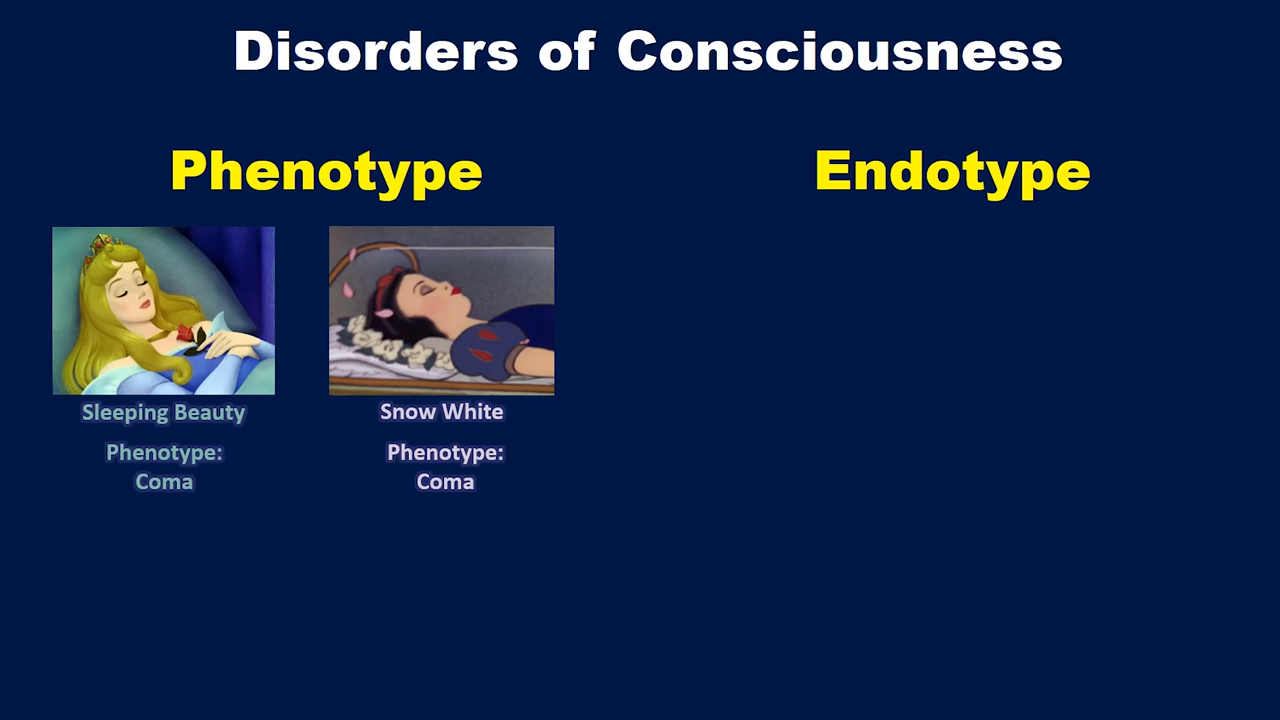 Disorders of Consciousness
Phenotype
Endotype
Sleeping Beauty
Phenotype:
Coma
Snow White
Phenotype:
Coma